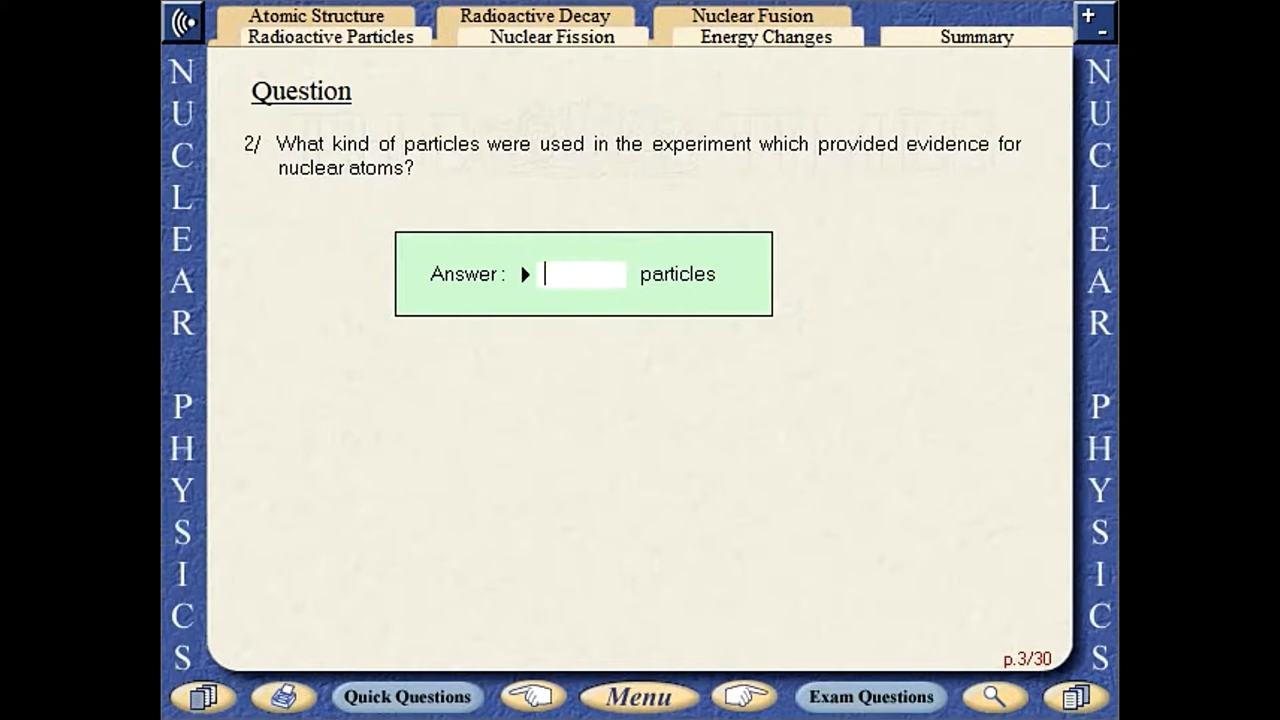 Atomic Structure
Radioactive Decay
Nuclear Fusion
+
-
Radioactive Particles
Nuclear Fission
Energy Changes
Summary
NUCLEAR PHYSICS
Question
2/ What kind of particles were used in the experiment which provided evidence for
nuclear atoms?
Answer : particles
p.3/30
NUCLEAR PHYSICS
Quick Questions
Menu
Exam Questions